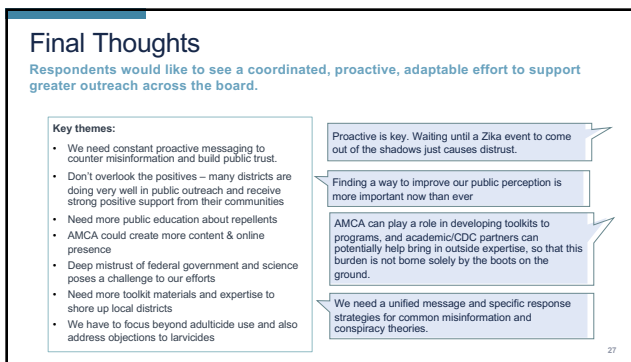 Final Thoughts
Respondents would like to see a coordinated, proactive, adaptable effort to support
greater outreach across the board.
Key themes:
• We need constant proactive messaging to
counter misinformation and build public trust.
• Don't overlook the positives – many districts are
doing very well in public outreach and receive
strong positive support from their communities
• Need more public education about repellents
• AMCA could create more content & online
presence
• Deep mistrust of federal government and science
poses a challenge to our efforts
• Need more toolkit materials and expertise to
shore up local districts
• We have to focus beyond adulticide use and also
address objections to larvicides
Proactive is key. Waiting until a Zika event to come
out of the shadows just causes distrust.
Finding a way to improve our public perception is
more important now than ever
AMCA can play a role in developing toolkits to
programs, and academic/CDC partners can
potentially help bring in outside expertise, so that this
burden is not borne solely by the boots on the
ground.
We need a unified message and specific response
strategies for common misinformation and
conspiracy theories.
27